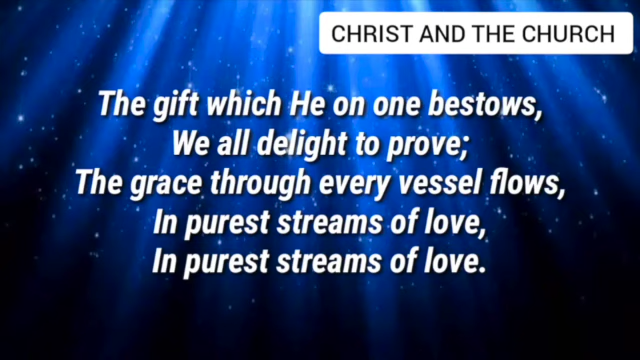 CHRIST AND THE CHURCH
The gift which He on one bestows,
We all delight to prove;
The grace through every vessel flows,
In purest streams of love,
In purest streams of love.